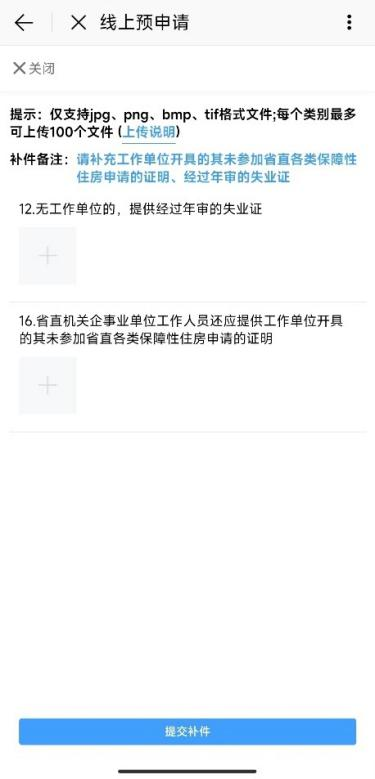 线上预申请
关闭
提示：仅支持jpg、png、bmp、tif格式文件;每个类别最多
可上传100个文件 (上传说明)
补件备注：请补充工作单位开具的其未参加省直各类保障性
住房申请的证明、经过年审的失业证
12.无工作单位的，提供经过年审的失业证
16.省直机关企事业单位工作人员还应提供工作单位开具
的其未参加省直各类保障性住房申请的证明
提交补件